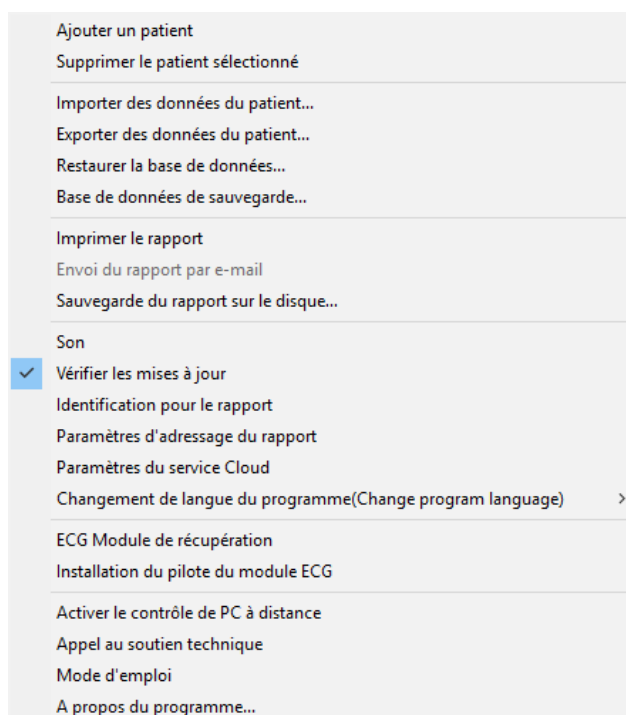 Ajouter un patient
Supprimer le patient sélectionné
Importer des données du patient...
Exporter des données du patient...
Restaurer la base de données...
Base de données de sauvegarde...
Imprimer le rapport
Envoi du rapport par e-mail
Sauvegarde du rapport sur le disque...
Son
Vérifier les mises à jour
Identification pour le rapport
Paramètres d'adressage du rapport
Paramètres du service Cloud
Changement de langue du programme(Change program language)
ECG Module de récupération
Installation du pilote du module ECG
Activer le contrôle de PC à distance
Appel au soutien technique
Mode d'emploi
A propos du programme...